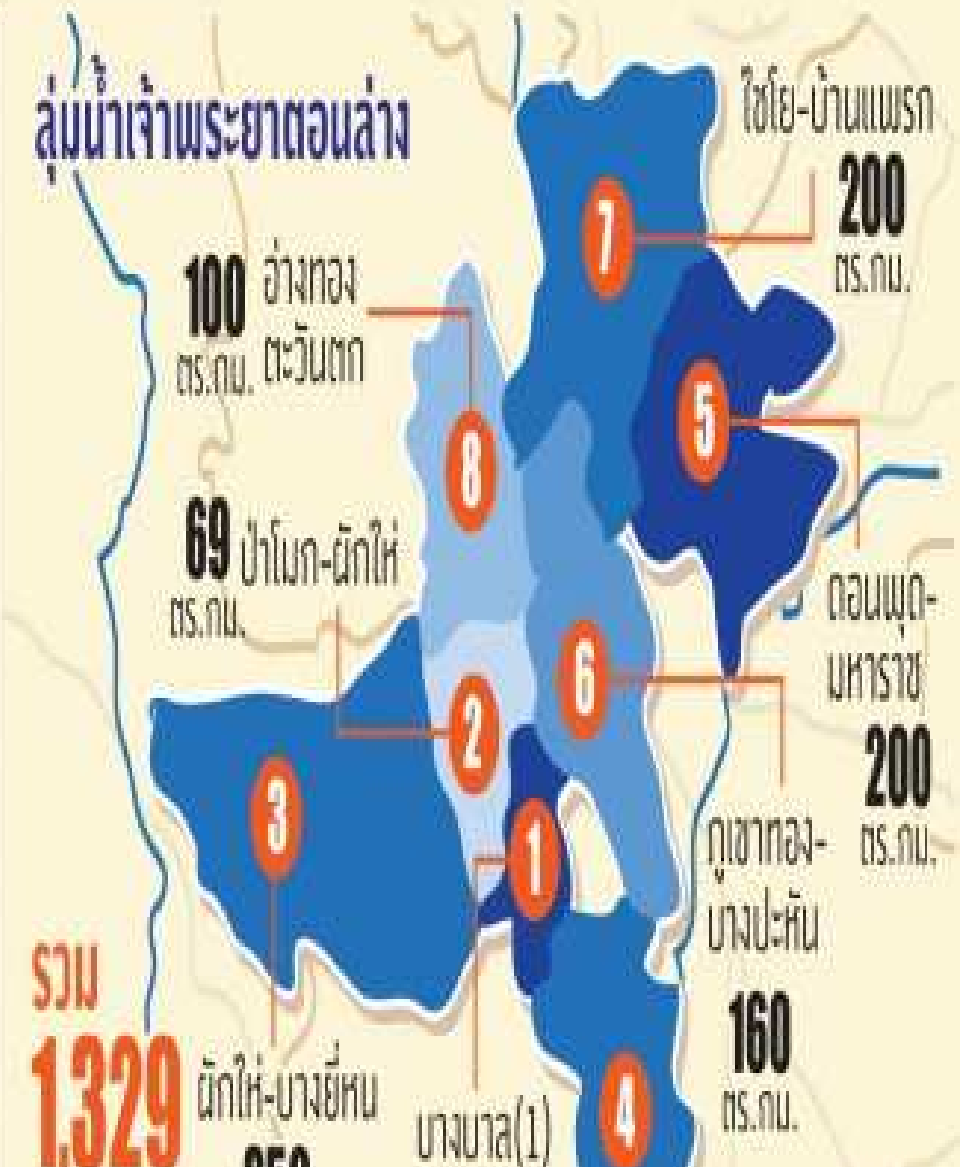 ลุ่มน้ำเจ้าพระยาตอนล่าง
ใชโย-บ้านแพรก
200
ตร.กม.
7
100 อ่างทอง
ตร.กม. ตะวันตก
5
8
69 ป่าโมก-ผักไห่
ตร.กม.
ดอนพุด-
มหาราช
200
ตร.กม.
6
2
3
1
ภูเขาทอง-
บางปะหัน
160
ตร.กม.
รวม
1,329
ผักไห่-บางยี่หน
บางบาล(1)
4